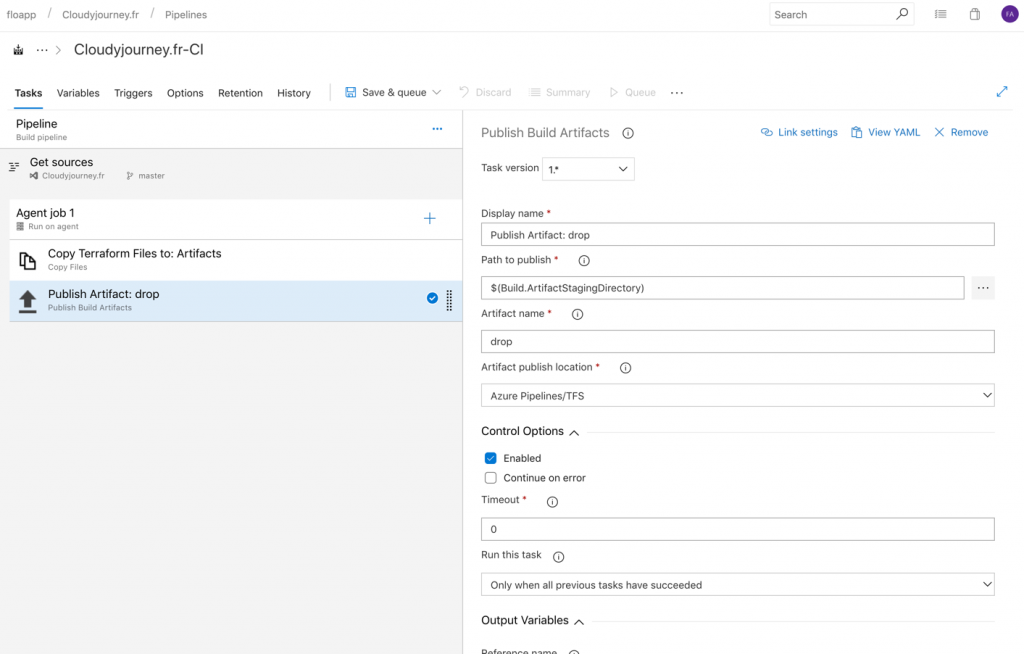 floapp / Cloudyjourney.fr / Pipelines
Search
FA
... > Cloudyjourney.fr-CI
Tasks Variables Triggers Options Retention History Save & queue Discard Summary Queue ...
Pipeline
Build pipeline
...
Get sources
Cloudyjourney.fr master
Agent job 1
Run on agent
Copy Terraform Files to: Artifacts
Copy Files
Publish Artifact: drop
Publish Build Artifacts
Publish Build Artifacts
Link settings View YAML Remove
Task version 1.*
Display name *
Publish Artifact: drop
Path to publish *
$(Build.ArtifactStagingDirectory)
...
Artifact name *
drop
Artifact publish location *
Azure Pipelines/TFS
Control Options
Enabled
Continue on error
Timeout *
0
Run this task
Only when all previous tasks have succeeded
Output Variables
Reference name